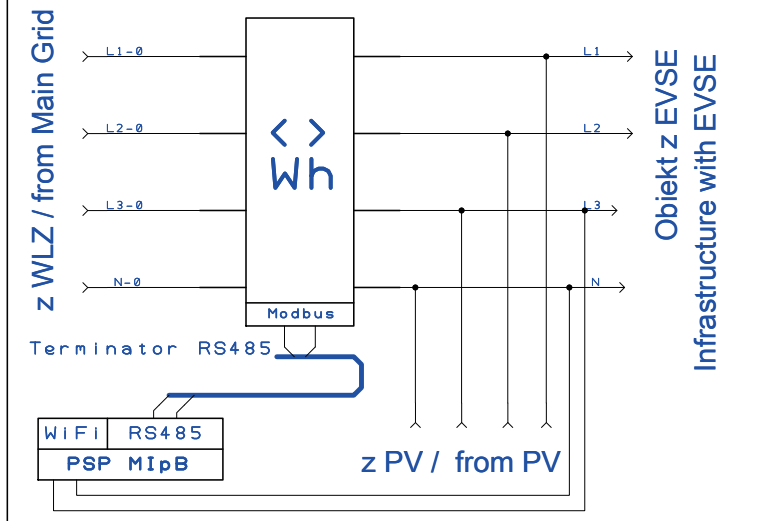 z WLZ / from Main Grid
L1-0
L2-0
L3-0
N-0
< >
Wh
Modbus
L1
L2
L3
N
Obiekt z EVSE
Infrastructure with EVSE
Terminator RS485
WiFi RS485
PSP MIpB
z PV / from PV